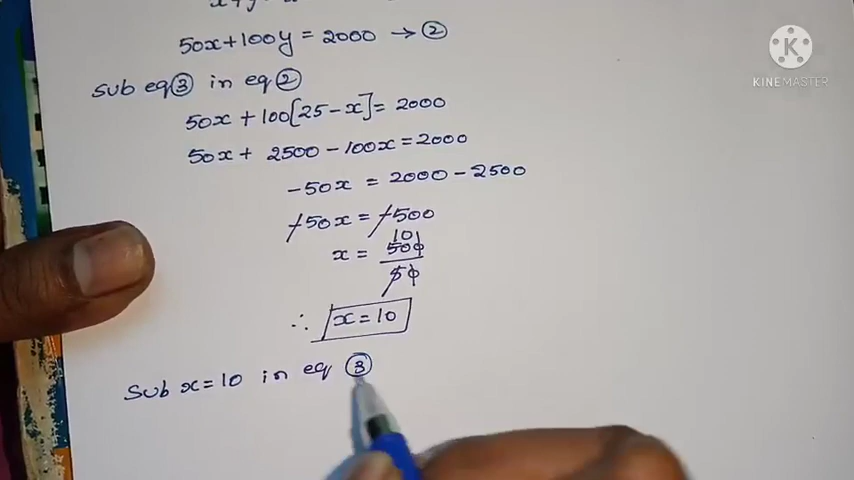 50x+100y = 2000 → ②
sub eq③ in eq②
50x + 100[25-x] = 2000
50x + 2500 - 100x = 2000
-50x = 2000 - 2500
-50x = -500
10
x = 500
50
∴ x = 10
Sub x = 10 in eq ③
K
KINEMASTER